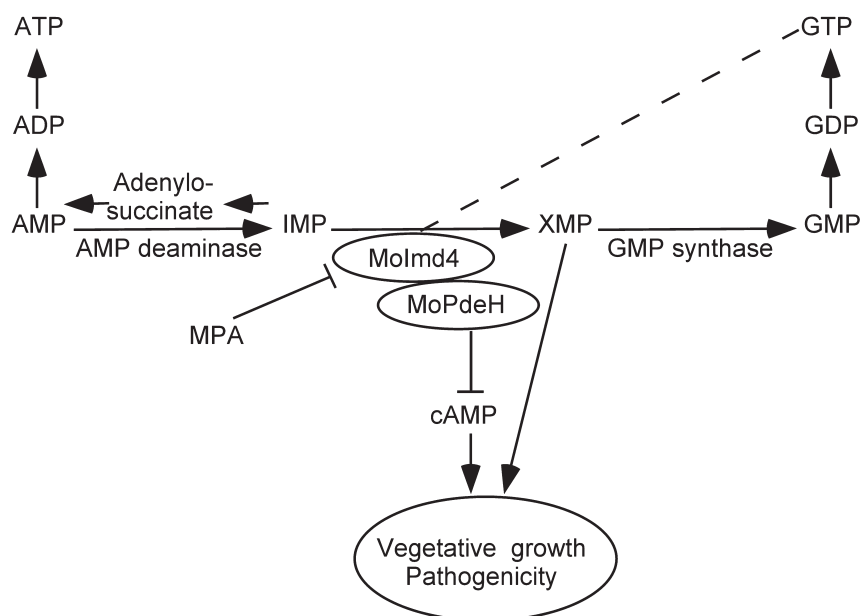 ATP
GTP
ADP
GDP
Adenylo-
succinate
AMP
IMP
XMP
GMP
AMP deaminase
GMP synthase
MoImd4
MoPdeH
MPA
cAMP
Vegetative growth
Pathogenicity